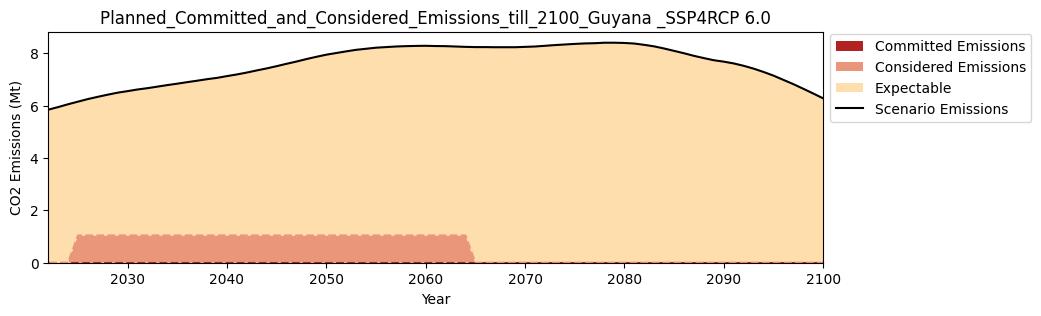 Planned_Committed_and_Considered_Emissions_till_2100_Guyana _SSP4RCP 6.0
Committed Emissions
Considered Emissions
Expectable
Scenario Emissions
CO2 Emissions (Mt)
8
6
4
2
0
2030 2040 2050 2060 2070 2080 2090 2100
Year